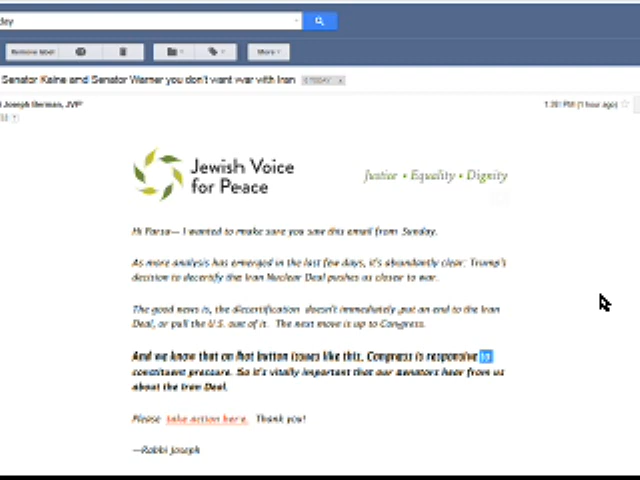 day
Remove label
More
Senator Kaine and Senator Warner you don't want war with Iran
Joseph Berman, JVP
(1 hour ago)
Jewish Voice
for Peace
Justice • Equality • Dignity
Hi Parsa— I wanted to make sure you saw this email from Sunday.
As more analysis has emerged in the last few days, it's abundantly clear: Trump's
decision to decertify the Iran Nuclear Deal pushes us closer to war.
The good news is, the decertification doesn't immediately put an end to the Iran
Deal, or pull the U.S. out of it. The next move is up to Congress.
And we know that on hot button issues like this, Congress is responsive to
constituent pressure. So it's vitally important that our Senators hear from us
about the Iran Deal.
Please take action here. Thank you!
—Rabbi Joseph